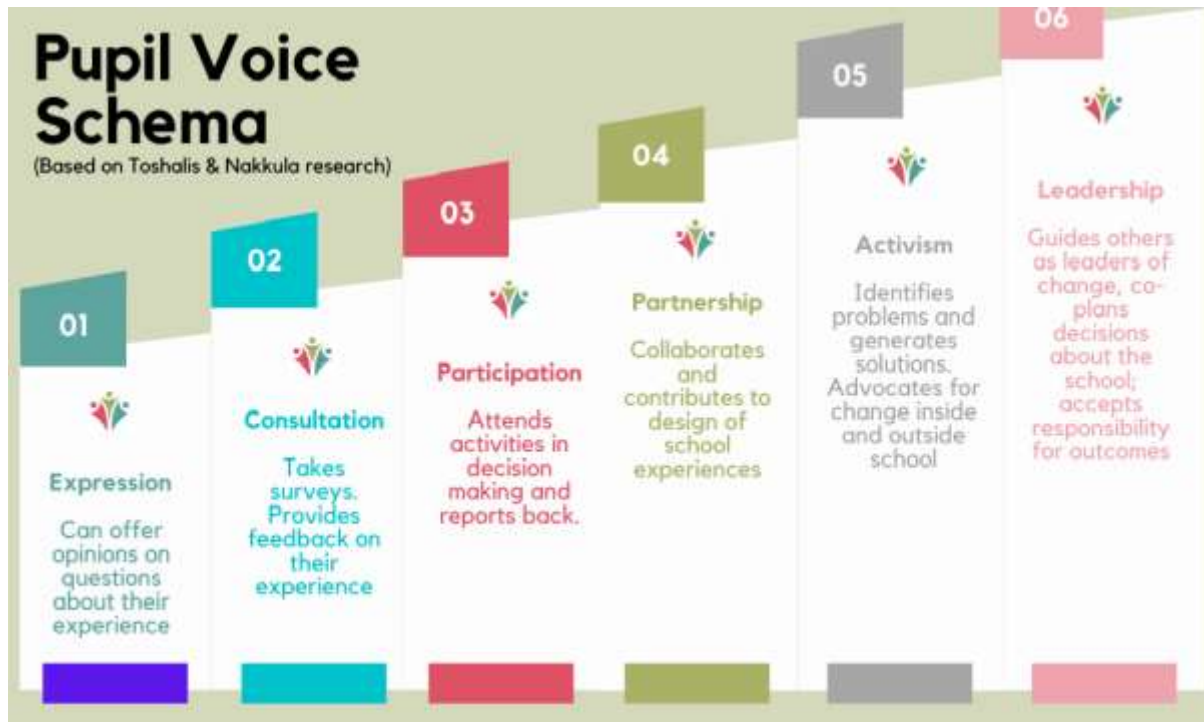 Pupil Voice
Schema
(Based on Toshalis & Nakkula research)
01
Expression
Can offer
opinions on
questions
about their
experience
02
Consultation
Takes
surveys.
Provides
feedback on
their
experience
03
Participation
Attends
activities in
decision
making and
reports back.
04
Partnership
Collaborates
and
contributes to
design of
school
experiences
05
Activism
Identifies
problems and
generates
solutions.
Advocates for
change inside
and outside
school
06
Leadership
Guides others
as leaders of
change, co-
plans
decisions
about the
school;
accepts
responsibility
for outcomes